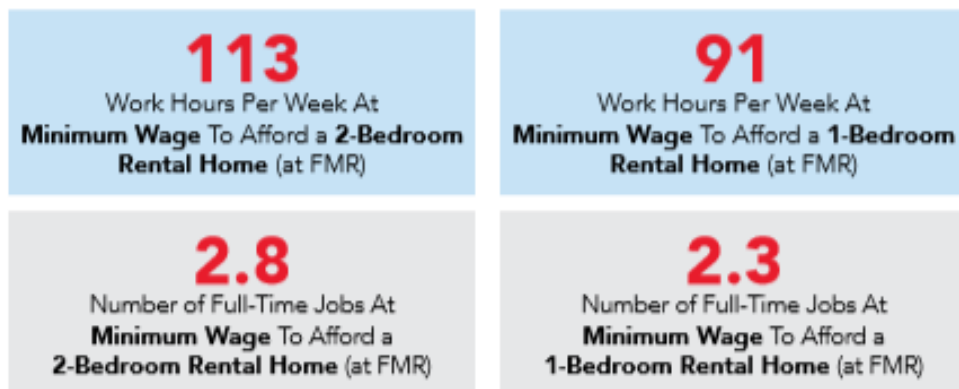 113
Work Hours Per Week At
Minimum Wage To Afford a 2-Bedroom
Rental Home (at FMR)
91
Work Hours Per Week At
Minimum Wage To Afford a 1-Bedroom
Rental Home (at FMR)
2.8
Number of Full-Time Jobs At
Minimum Wage To Afford a
2-Bedroom Rental Home (at FMR)
2.3
Number of Full-Time Jobs At
Minimum Wage To Afford a
1-Bedroom Rental Home (at FMR)